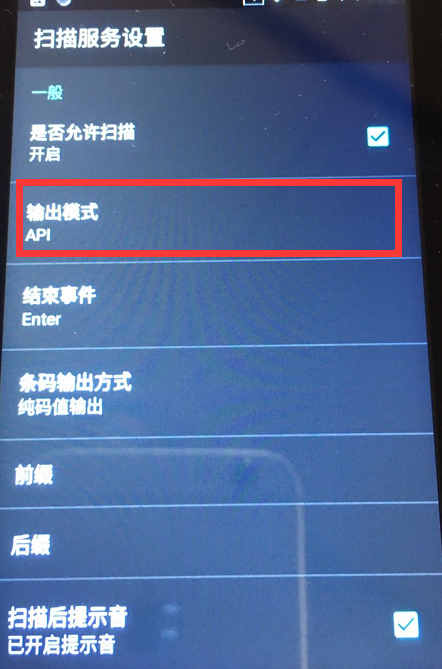 扫描服务设置
一般
是否允许扫描
开启
输出模式
API
结束事件
Enter
条码输出方式
纯码值输出
前缀
后缀
扫描后提示音
已开启提示音